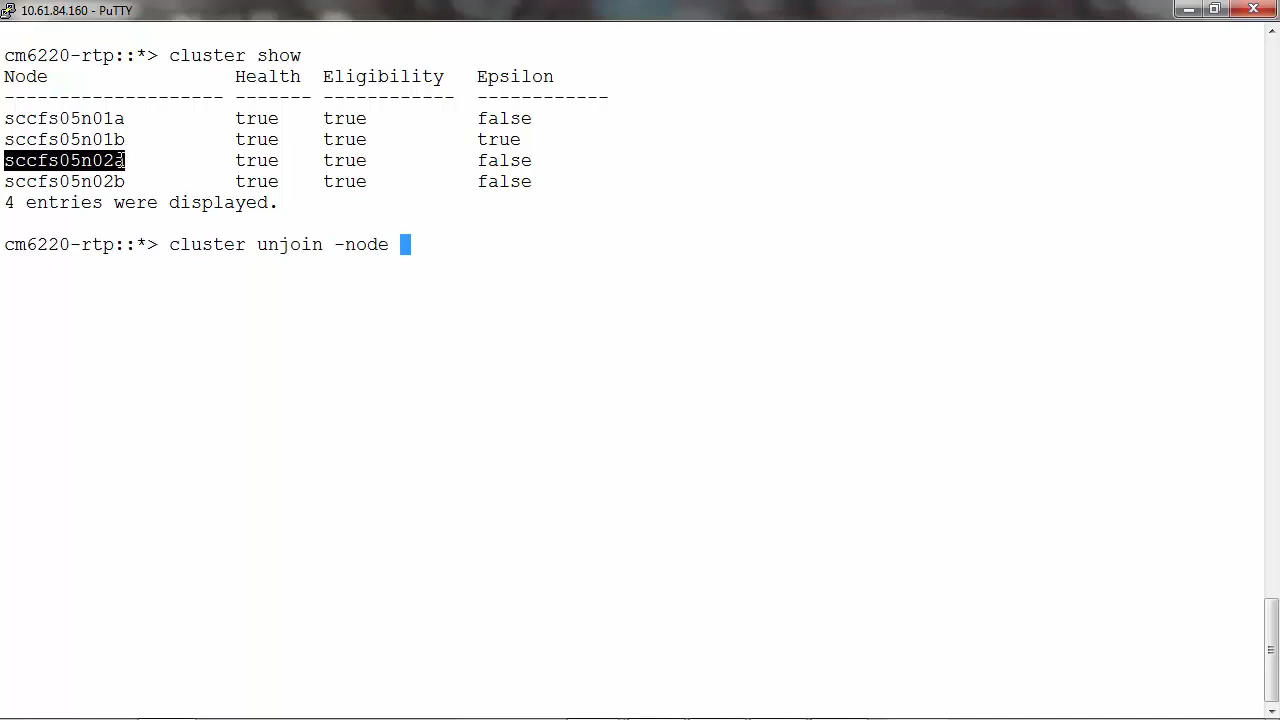 10.61.84.160 - PuTTY
cm6220-rtp::*> cluster show
Node Health Eligibility Epsilon
-------------------- ------- ------------ ------------
sccfs05n01a true true false
sccfs05n01b true true true
sccfs05n02a true true false
sccfs05n02b true true false
4 entries were displayed.
cm6220-rtp::*> cluster unjoin -node